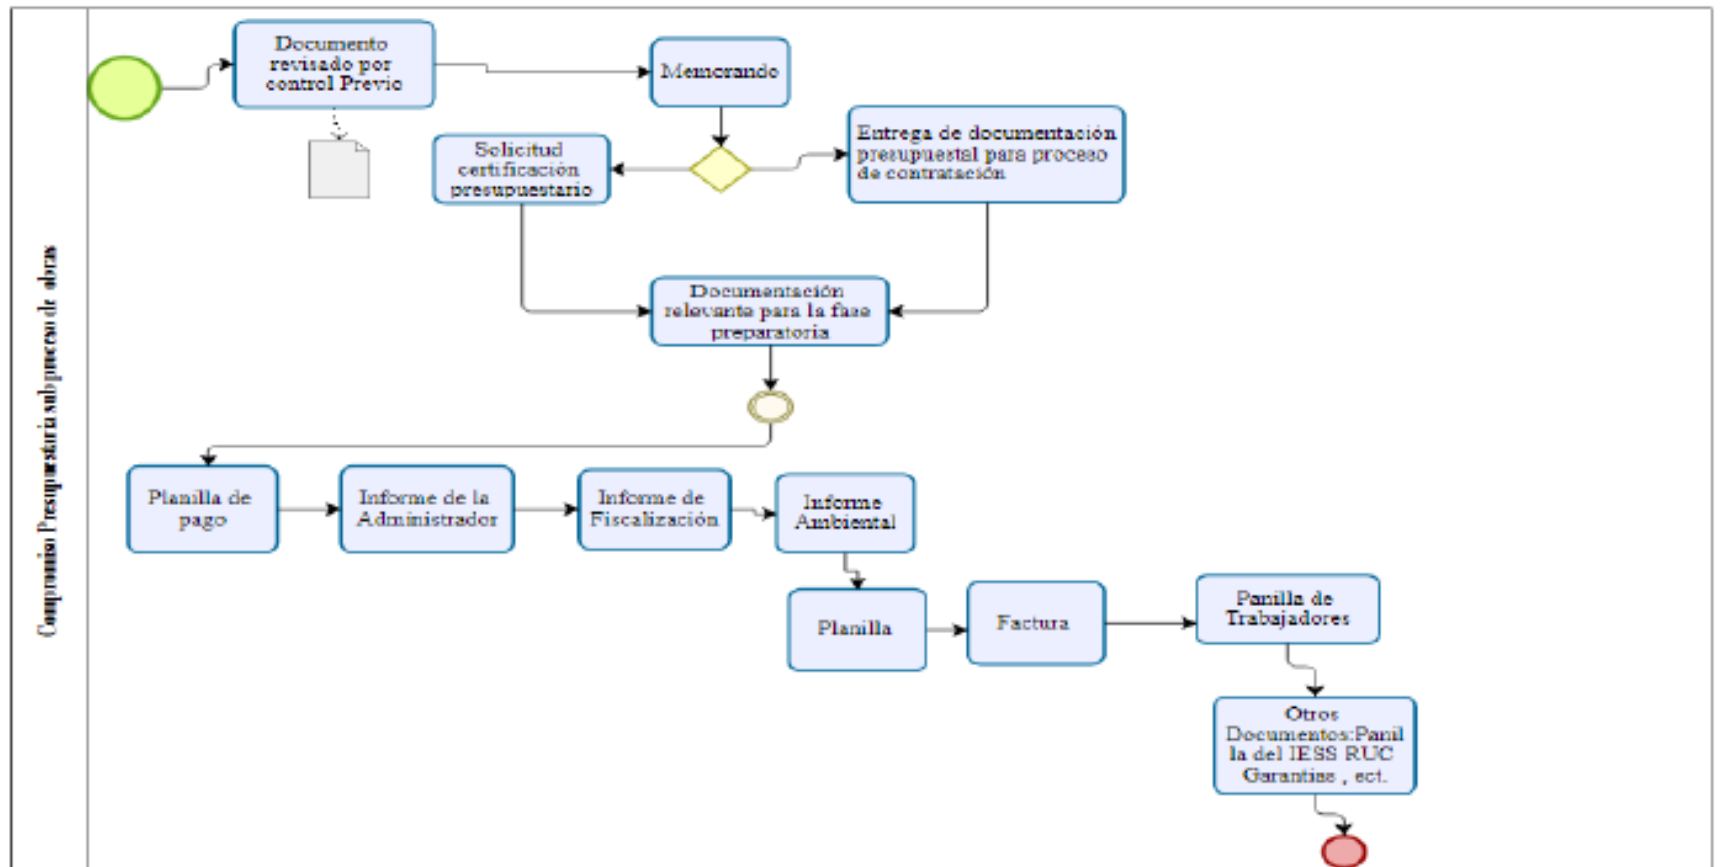 Compromiso Presupuestaria subproceso de obras
Documento
revisado por
control Previo
Memorando
Solicitud
certificación
presupuestario
Entrega de documentación
presupuestal para proceso
de contratación
Documentación
relevante para la fase
preparatoria
Planilla de
pago
Informe de la
Administrador
Informe de
Fiscalización
Informe
Ambiental
Planilla
Factura
Panilla de
Trabajadores
Otros
Documentos:Panil
la del IESS RUC
Garantias , ect.